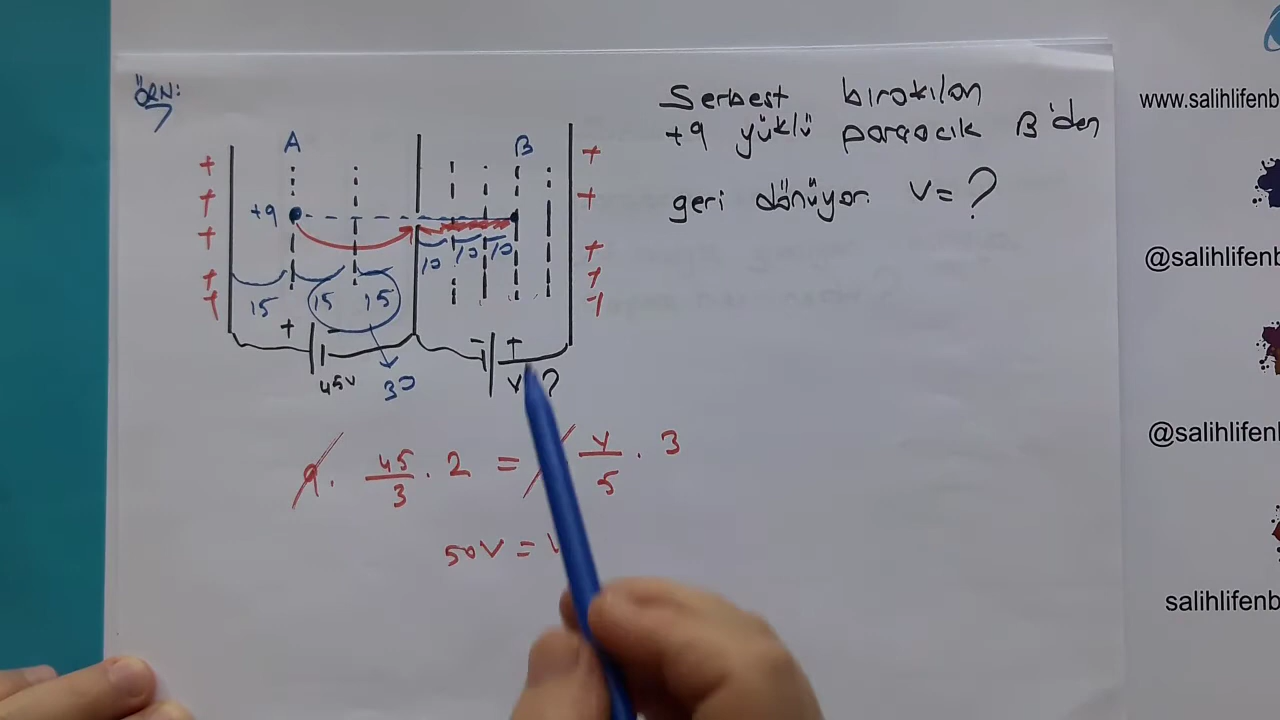 ÖRN:
Serbest bırakılan
+q yüklü parçacık B'den
geri dönüyor. V=?
A
B
+ + + + +
+ + + + +
+q
10 10 10
15 15 15
+
- +
45V
30
V ?
q. 45/3 . 2 = V/5 . 3
50V =
www.salihlifenb
@salihlifenb
@salihlifenb
salihlifenb